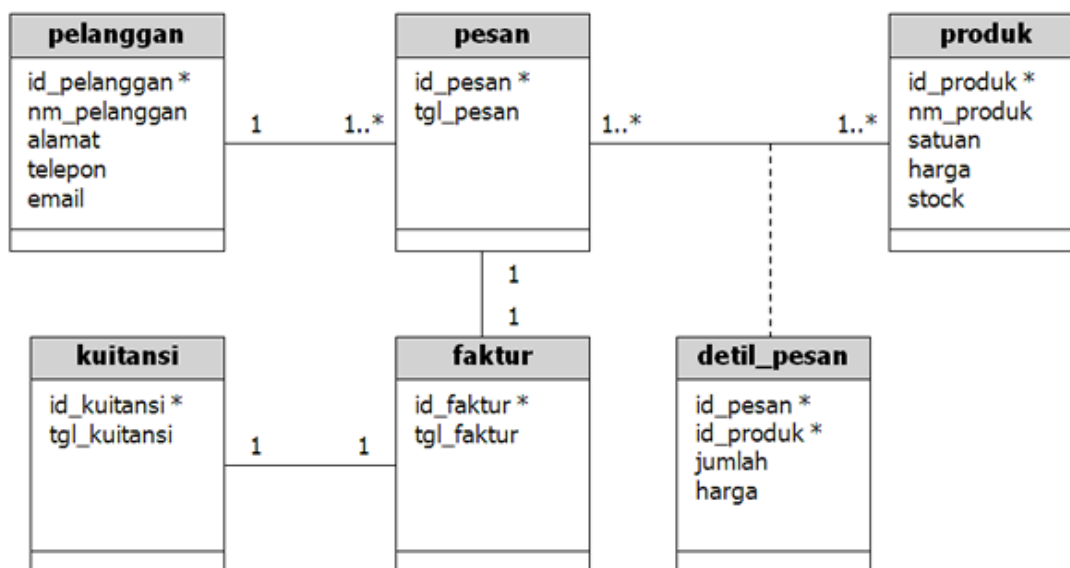 pelanggan
id_pelanggan *
nm_pelanggan
alamat
telepon
email
1
1..*
pesan
id_pesan *
tgl_pesan
1..*
1..*
produk
id_produk *
nm_produk
satuan
harga
stock
1
1
kuitansi
id_kuitansi *
tgl_kuitansi
1
1
faktur
id_faktur *
tgl_faktur
detil_pesan
id_pesan *
id_produk *
jumlah
harga